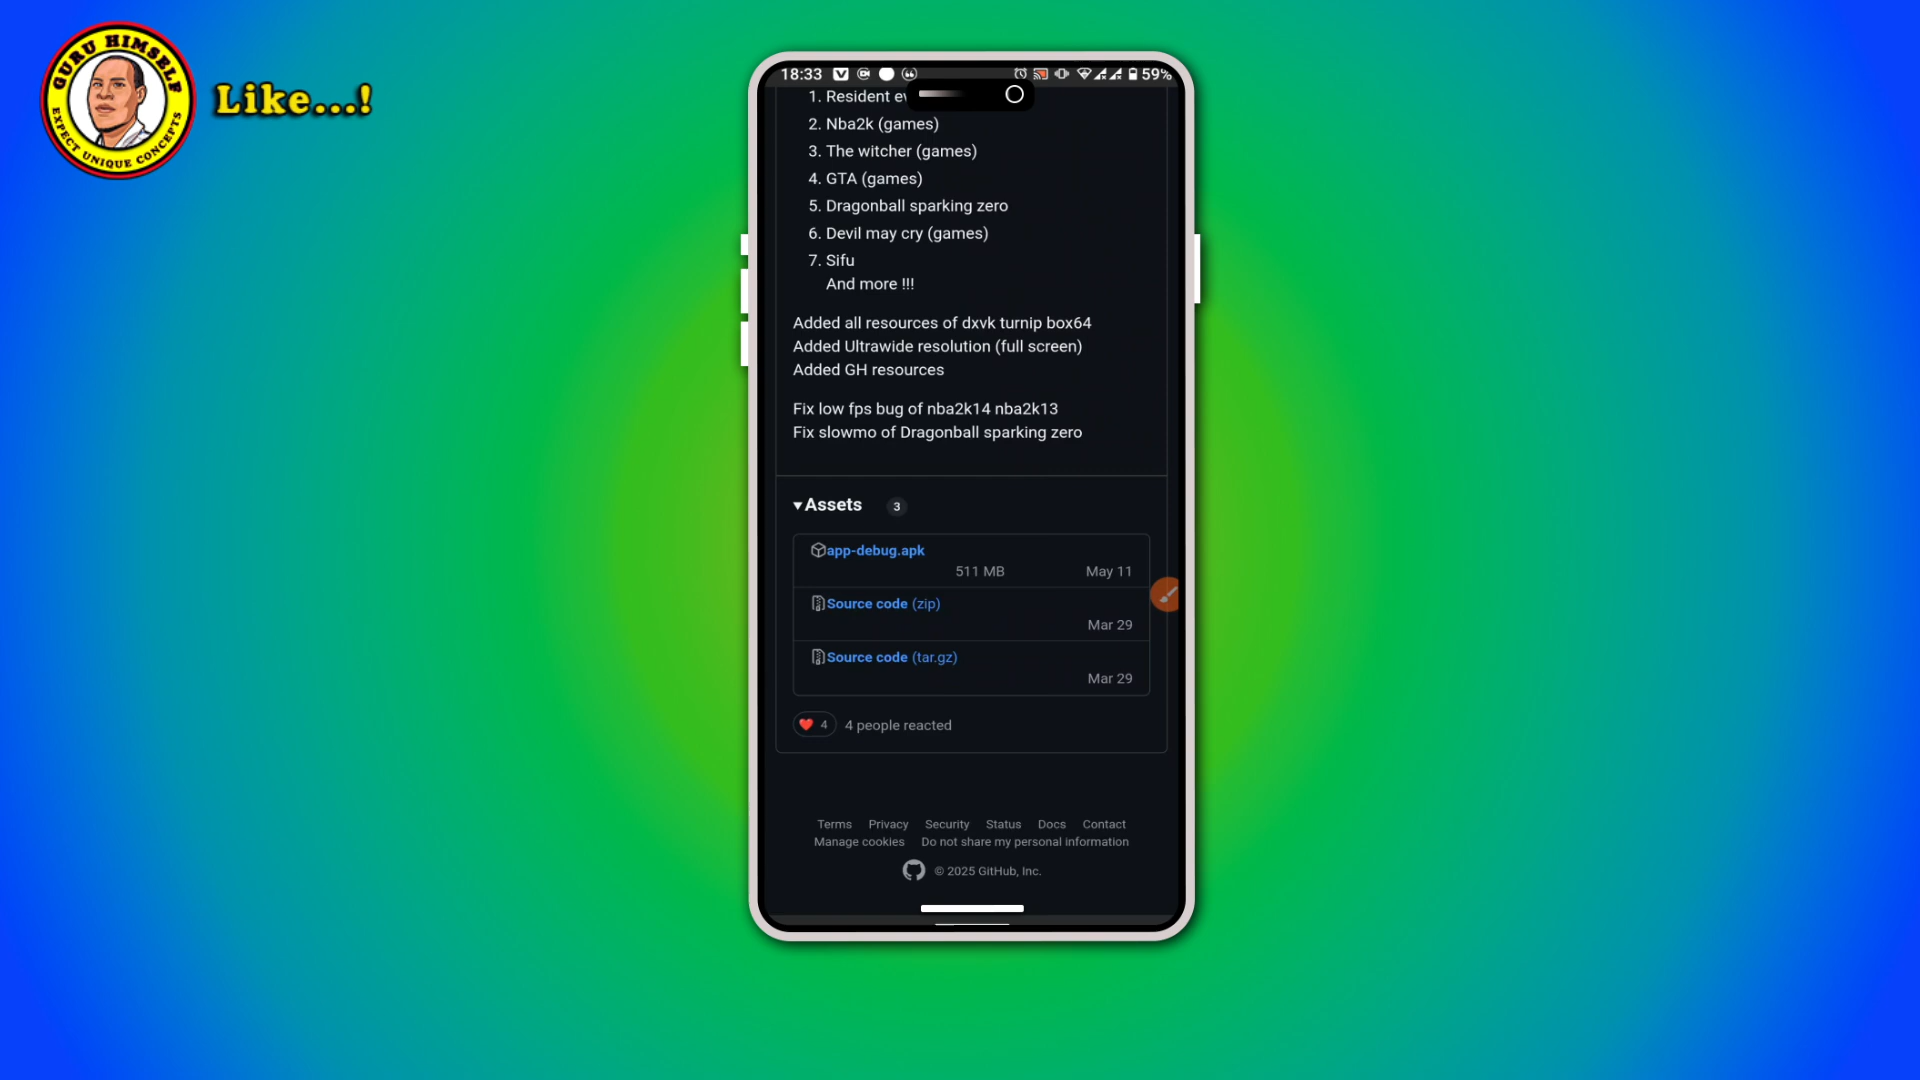 GURU HIMSELF
EXPECT UNIQUE CONCEPTS
Like...!
18:33
59%
1. Resident ev
2. Nba2k (games)
3. The witcher (games)
4. GTA (games)
5. Dragonball sparking zero
6. Devil may cry (games)
7. Sifu
And more !!!
Added all resources of dxvk turnip box64
Added Ultrawide resolution (full screen)
Added GH resources
Fix low fps bug of nba2k14 nba2k13
Fix slowmo of Dragonball sparking zero
Assets 3
app-debug.apk
511 MB May 11
Source code (zip)
Mar 29
Source code (tar.gz)
Mar 29
4 4 people reacted
Terms Privacy Security Status Docs Contact
Manage cookies Do not share my personal information
© 2025 GitHub, Inc.